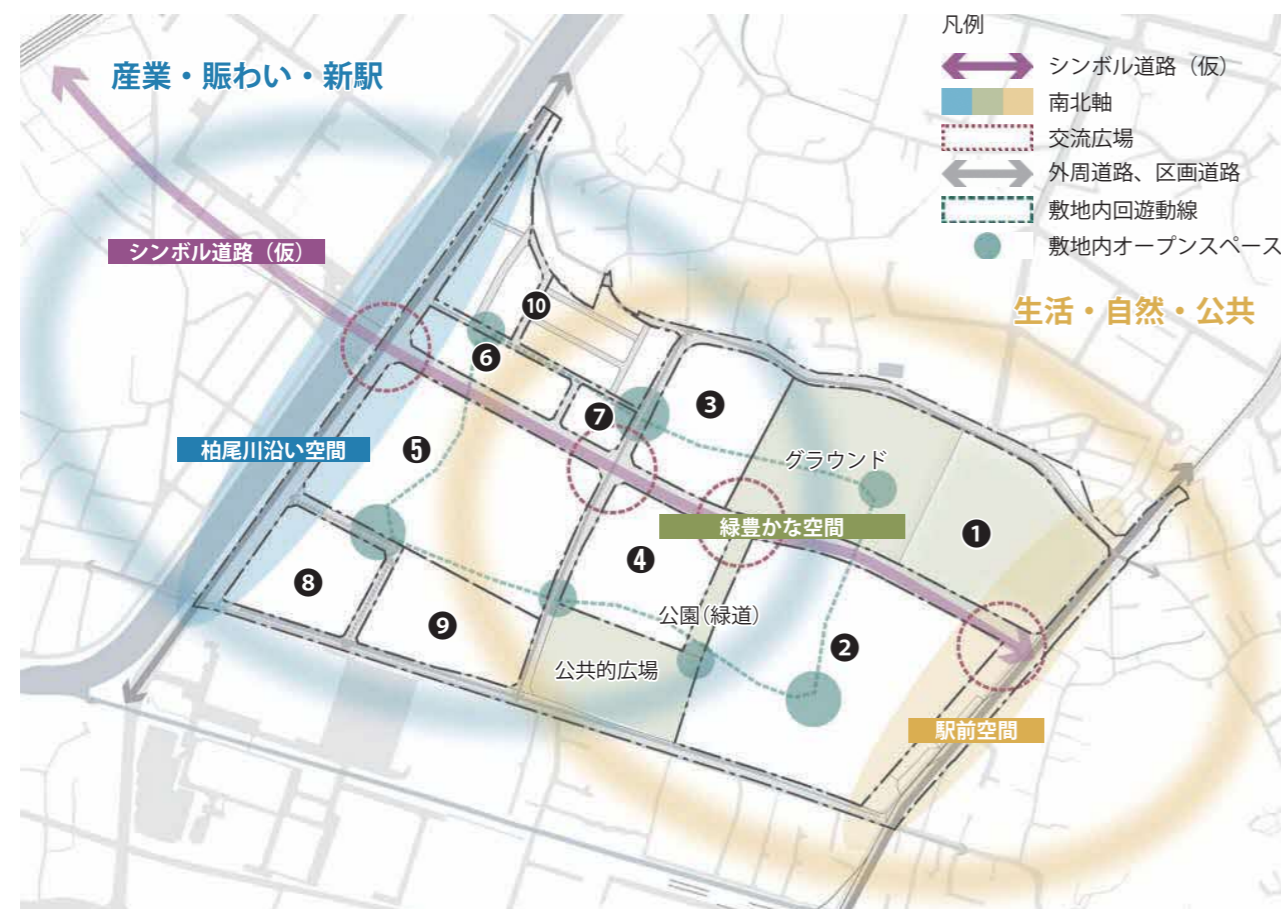 凡例
シンボル道路（仮）
南北軸
交流広場
外周道路、区画道路
敷地内回遊動線
敷地内オープンスペース
産業・賑わい・新駅
シンボル道路（仮）
生活・自然・公共
❿
❻
❼
❸
柏尾川沿い空間
❺
グラウンド
緑豊かな空間
❶
❹
❽
公園（緑道）
❾
❷
公共的広場
駅前空間